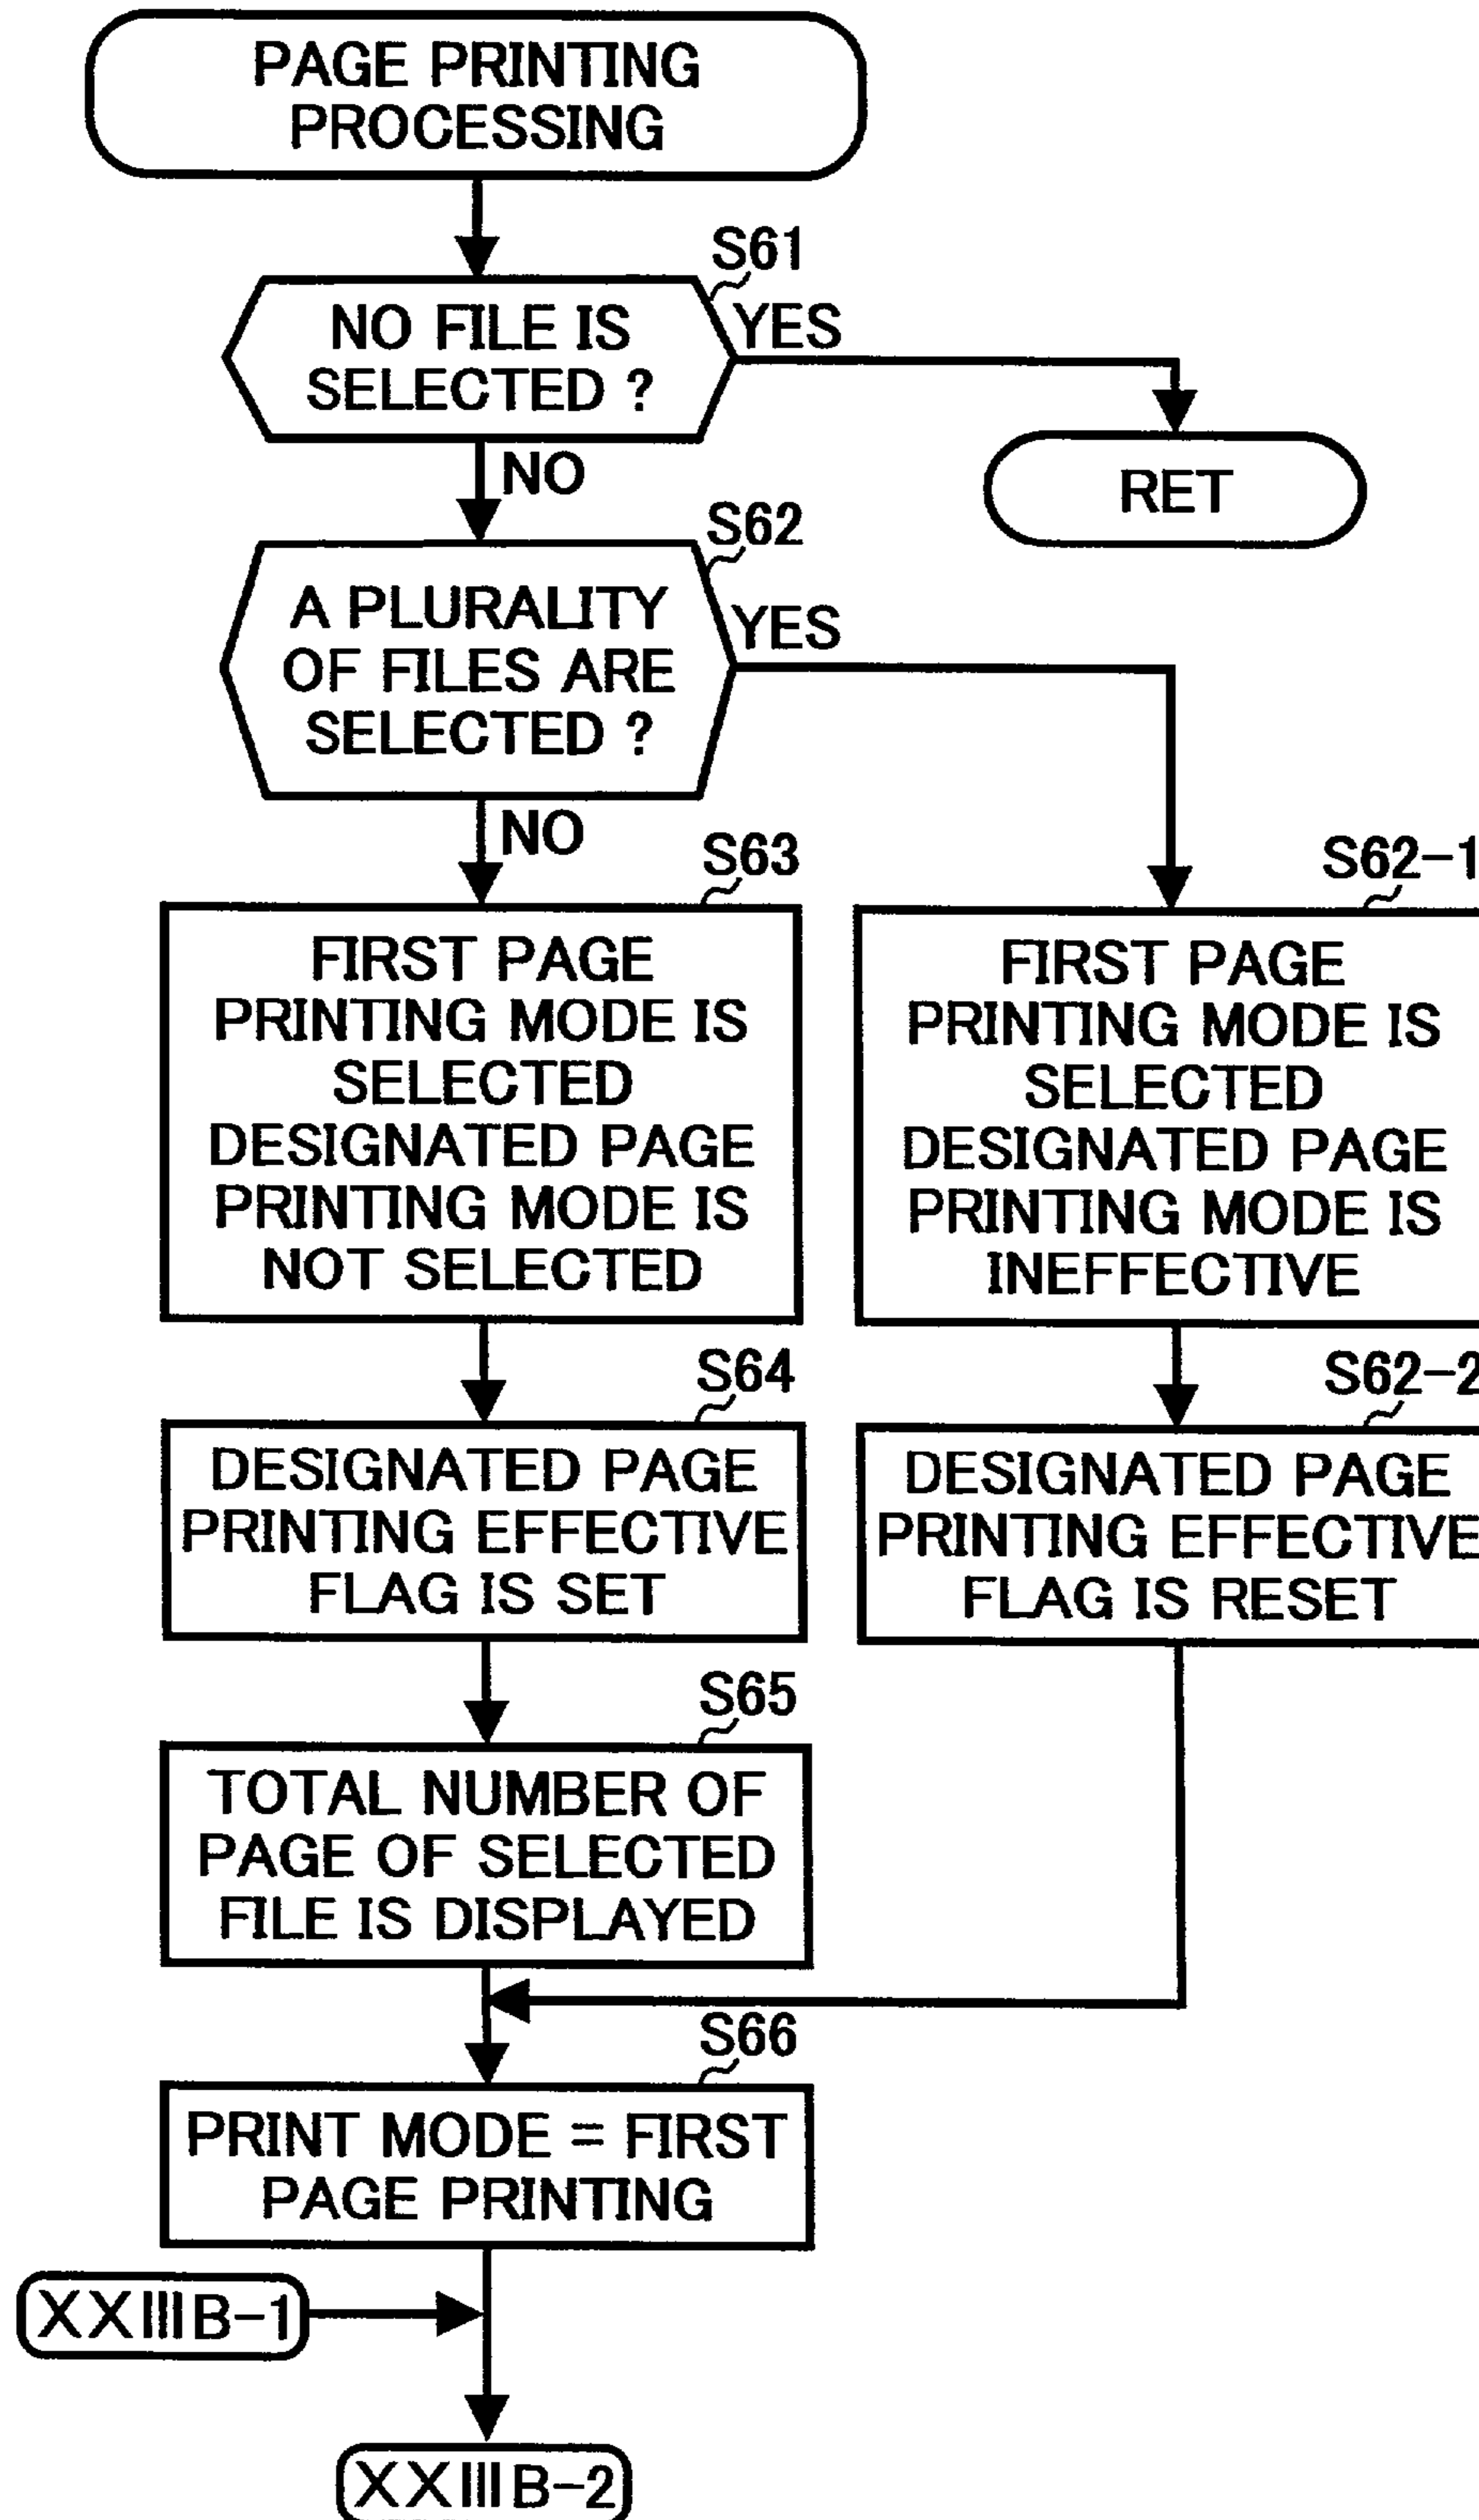 PAGE PRINTING
PROCESSING
S61
NO FILE IS
SELECTED ?
YES
RET
NO
S62
A PLURALITY
OF FILES ARE
SELECTED ?
YES
NO
S63
FIRST PAGE
PRINTING MODE IS
SELECTED
DESIGNATED PAGE
PRINTING MODE IS
NOT SELECTED
S62-1
FIRST PAGE
PRINTING MODE IS
SELECTED
DESIGNATED PAGE
PRINTING MODE IS
INEFFECTIVE
S64
DESIGNATED PAGE
PRINTING EFFECTIVE
FLAG IS SET
S62-2
DESIGNATED PAGE
PRINTING EFFECTIVE
FLAG IS RESET
S65
TOTAL NUMBER OF
PAGE OF SELECTED
FILE IS DISPLAYED
S66
PRINT MODE = FIRST
PAGE PRINTING
XXIIIB-1
XXIIIB-2